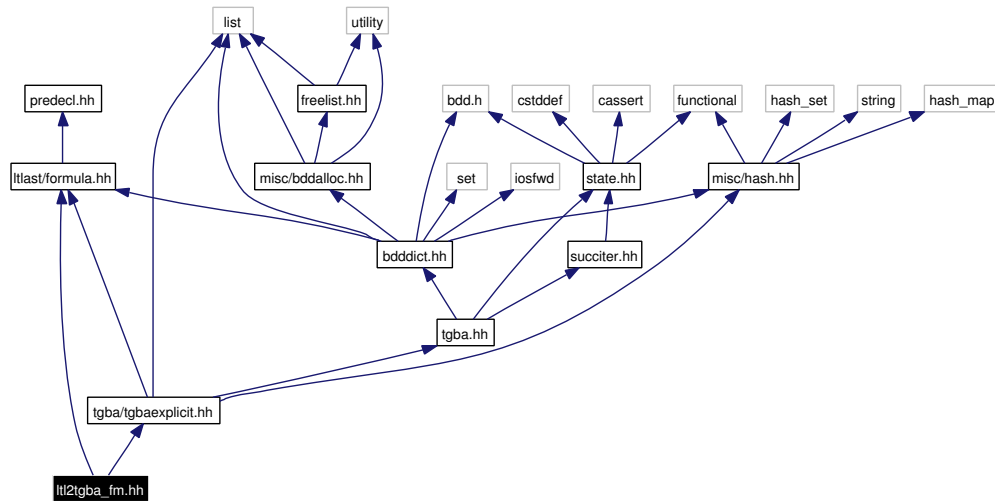 list
utility
predecl.hh
freelist.hh
bdd.h
cstddef
cassert
functional
hash_set
string
hash_map
ltlast/formula.hh
misc/bddalloc.hh
set
iosfwd
state.hh
misc/hash.hh
bdddict.hh
succiter.hh
tgba.hh
tgba/tgbaexplicit.hh
ltl2tgba_fm.hh